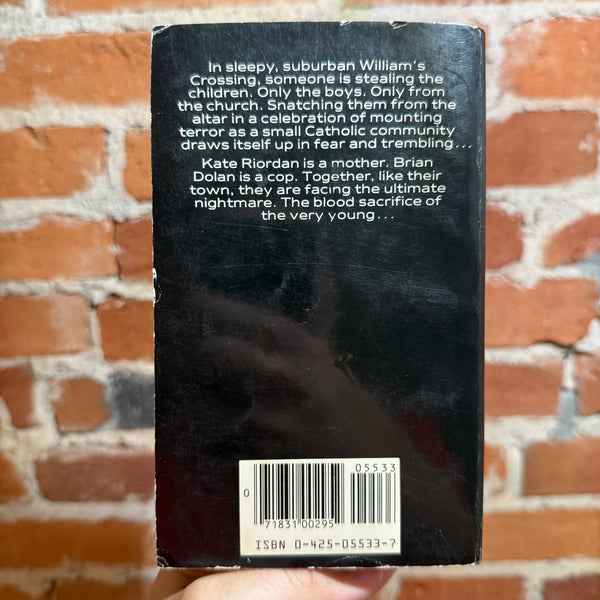 In sleepy, suburban William's
Crossing, someone is stealing the
children. Only the boys. Only from
the church. Snatching them from the
altar in a celebration of mounting
terror as a small Catholic community
draws itself up in fear and trembling...
Kate Riordan is a mother. Brian
Dolan is a cop. Together, like their
town, they are facing the ultimate
nightmare. The blood sacrifice of
the very young...
05533
0
71831 00295
ISBN 0-425-05533-7